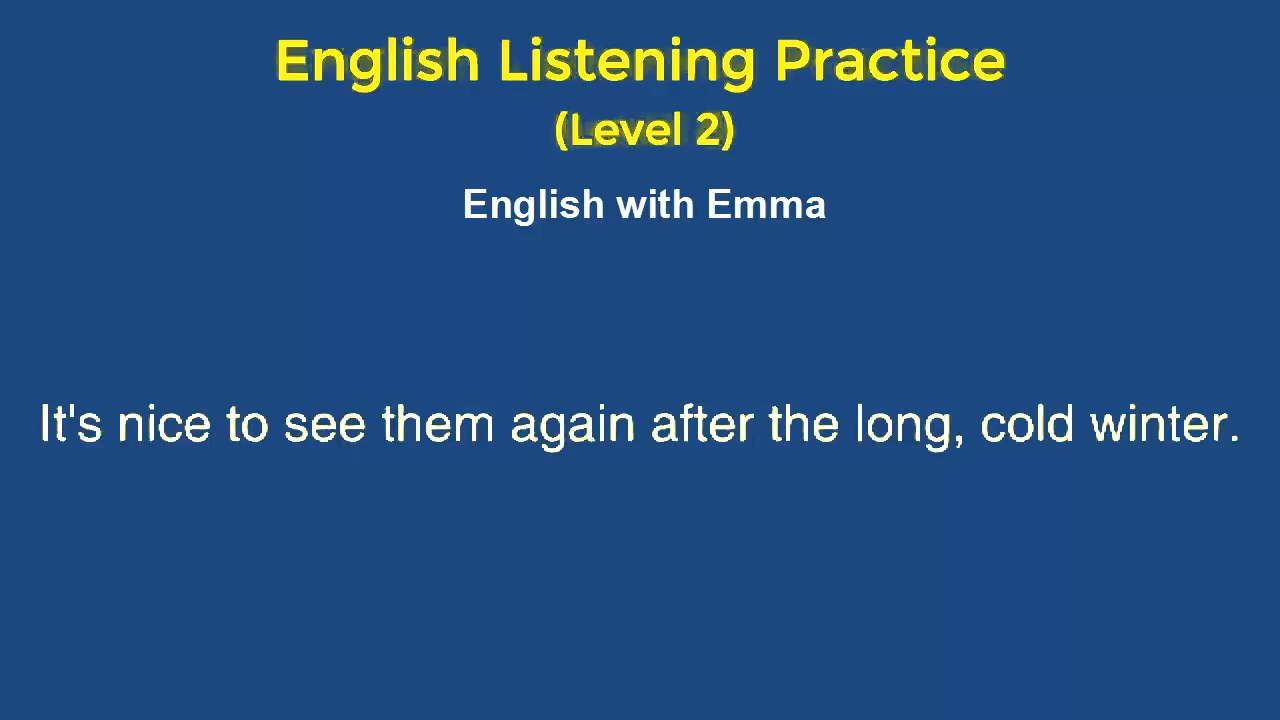 English Listening Practice
(Level 2)
English with Emma
It's nice to see them again after the long, cold winter.